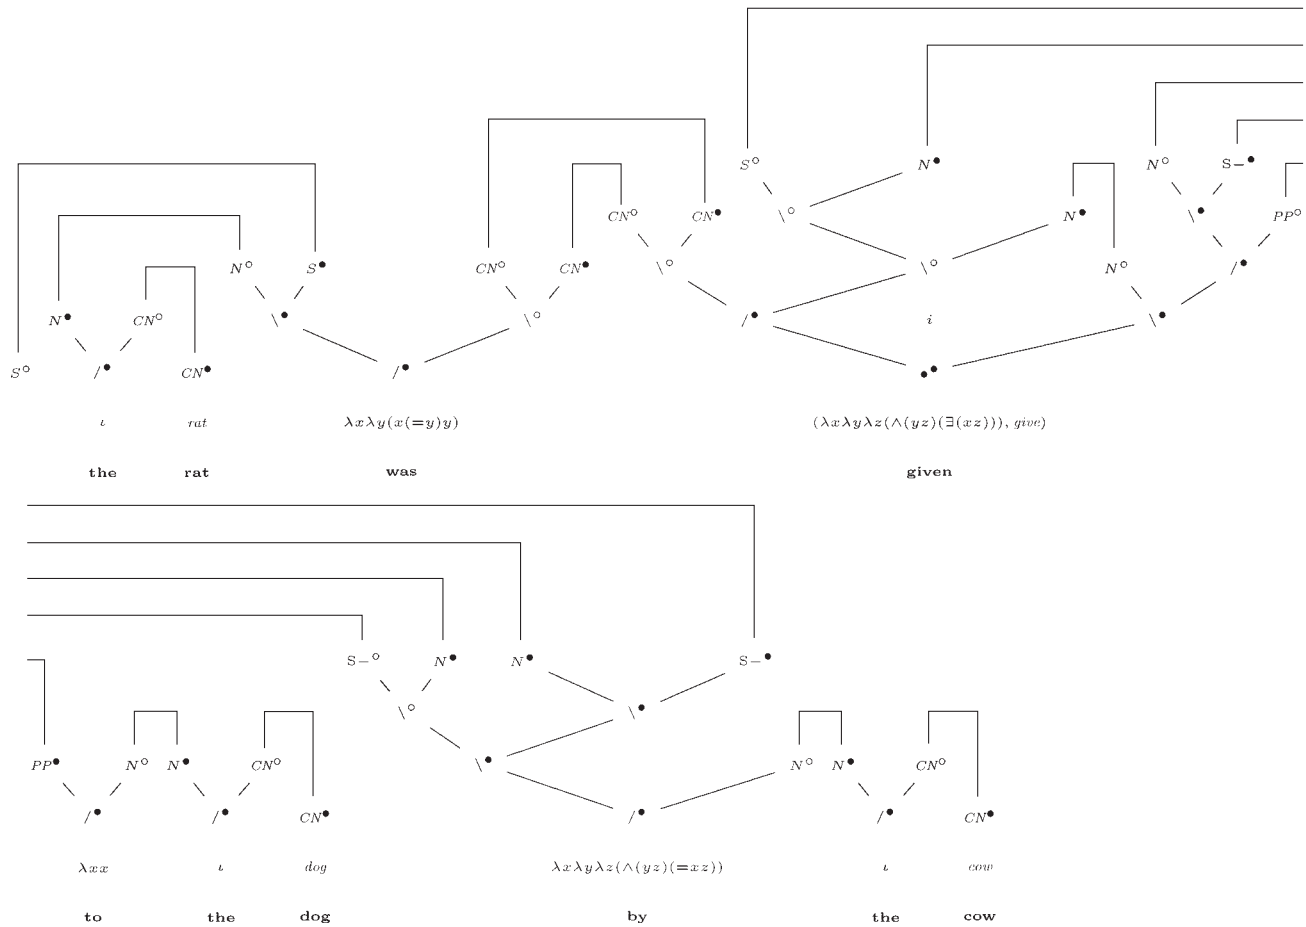 S° N•
N° S–•
CN° CN• \° N• \• PP°
N° S• CN° CN• \° \° N° /•
N• CN° \• \° /• i \•
S° /• CN• /• ••
ι rat λxλy(x(=y)y) (λxλyλz(∧(yz)(∃(xz))), give)
the rat was given
S–° N• N• S–•
\° \•
PP• N° N• CN° \• N° N• CN°
/• /• CN• /• /• CN•
λxx ι dog λxλyλz(∧(yz)(=xz)) ι cow
to the dog by the cow